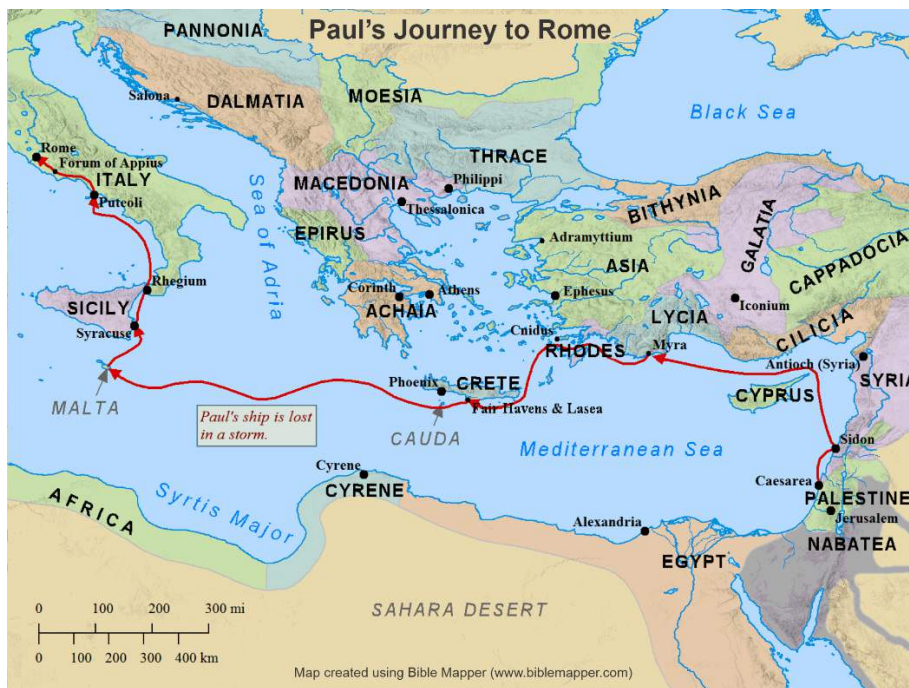 Paul's Journey to Rome
PANNONIA
Salona
DALMATIA
MOESIA
Black Sea
Rome
Forum of Appius
ITALY
Puteoli
Sea of Adria
THRACE
Philippi
MACEDONIA
Thessalonica
BITHYNIA
GALATIA
CAPPADOCIA
EPIRUS
Adramyttium
ASIA
Rhegium
SICILY
Syracuse
Corinth
Athens
ACHAIA
Ephesus
Iconium
LYCIA
CILICIA
Cnidus
RHODES
Myra
Antioch (Syria)
SYRIA
MALTA
Paul's ship is lost
in a storm.
Phoenix
CRETE
Fair Havens & Lasea
CAUDA
CYPRUS
Mediterranean Sea
Sidon
Caesarea
PALESTINE
Jerusalem
NABATEA
Cyrene
CYRENE
Syrtis Major
AFRICA
Alexandria
EGYPT
SAHARA DESERT
0 100 200 300 mi
0 100 200 300 400 km
Map created using Bible Mapper (www.biblemapper.com)